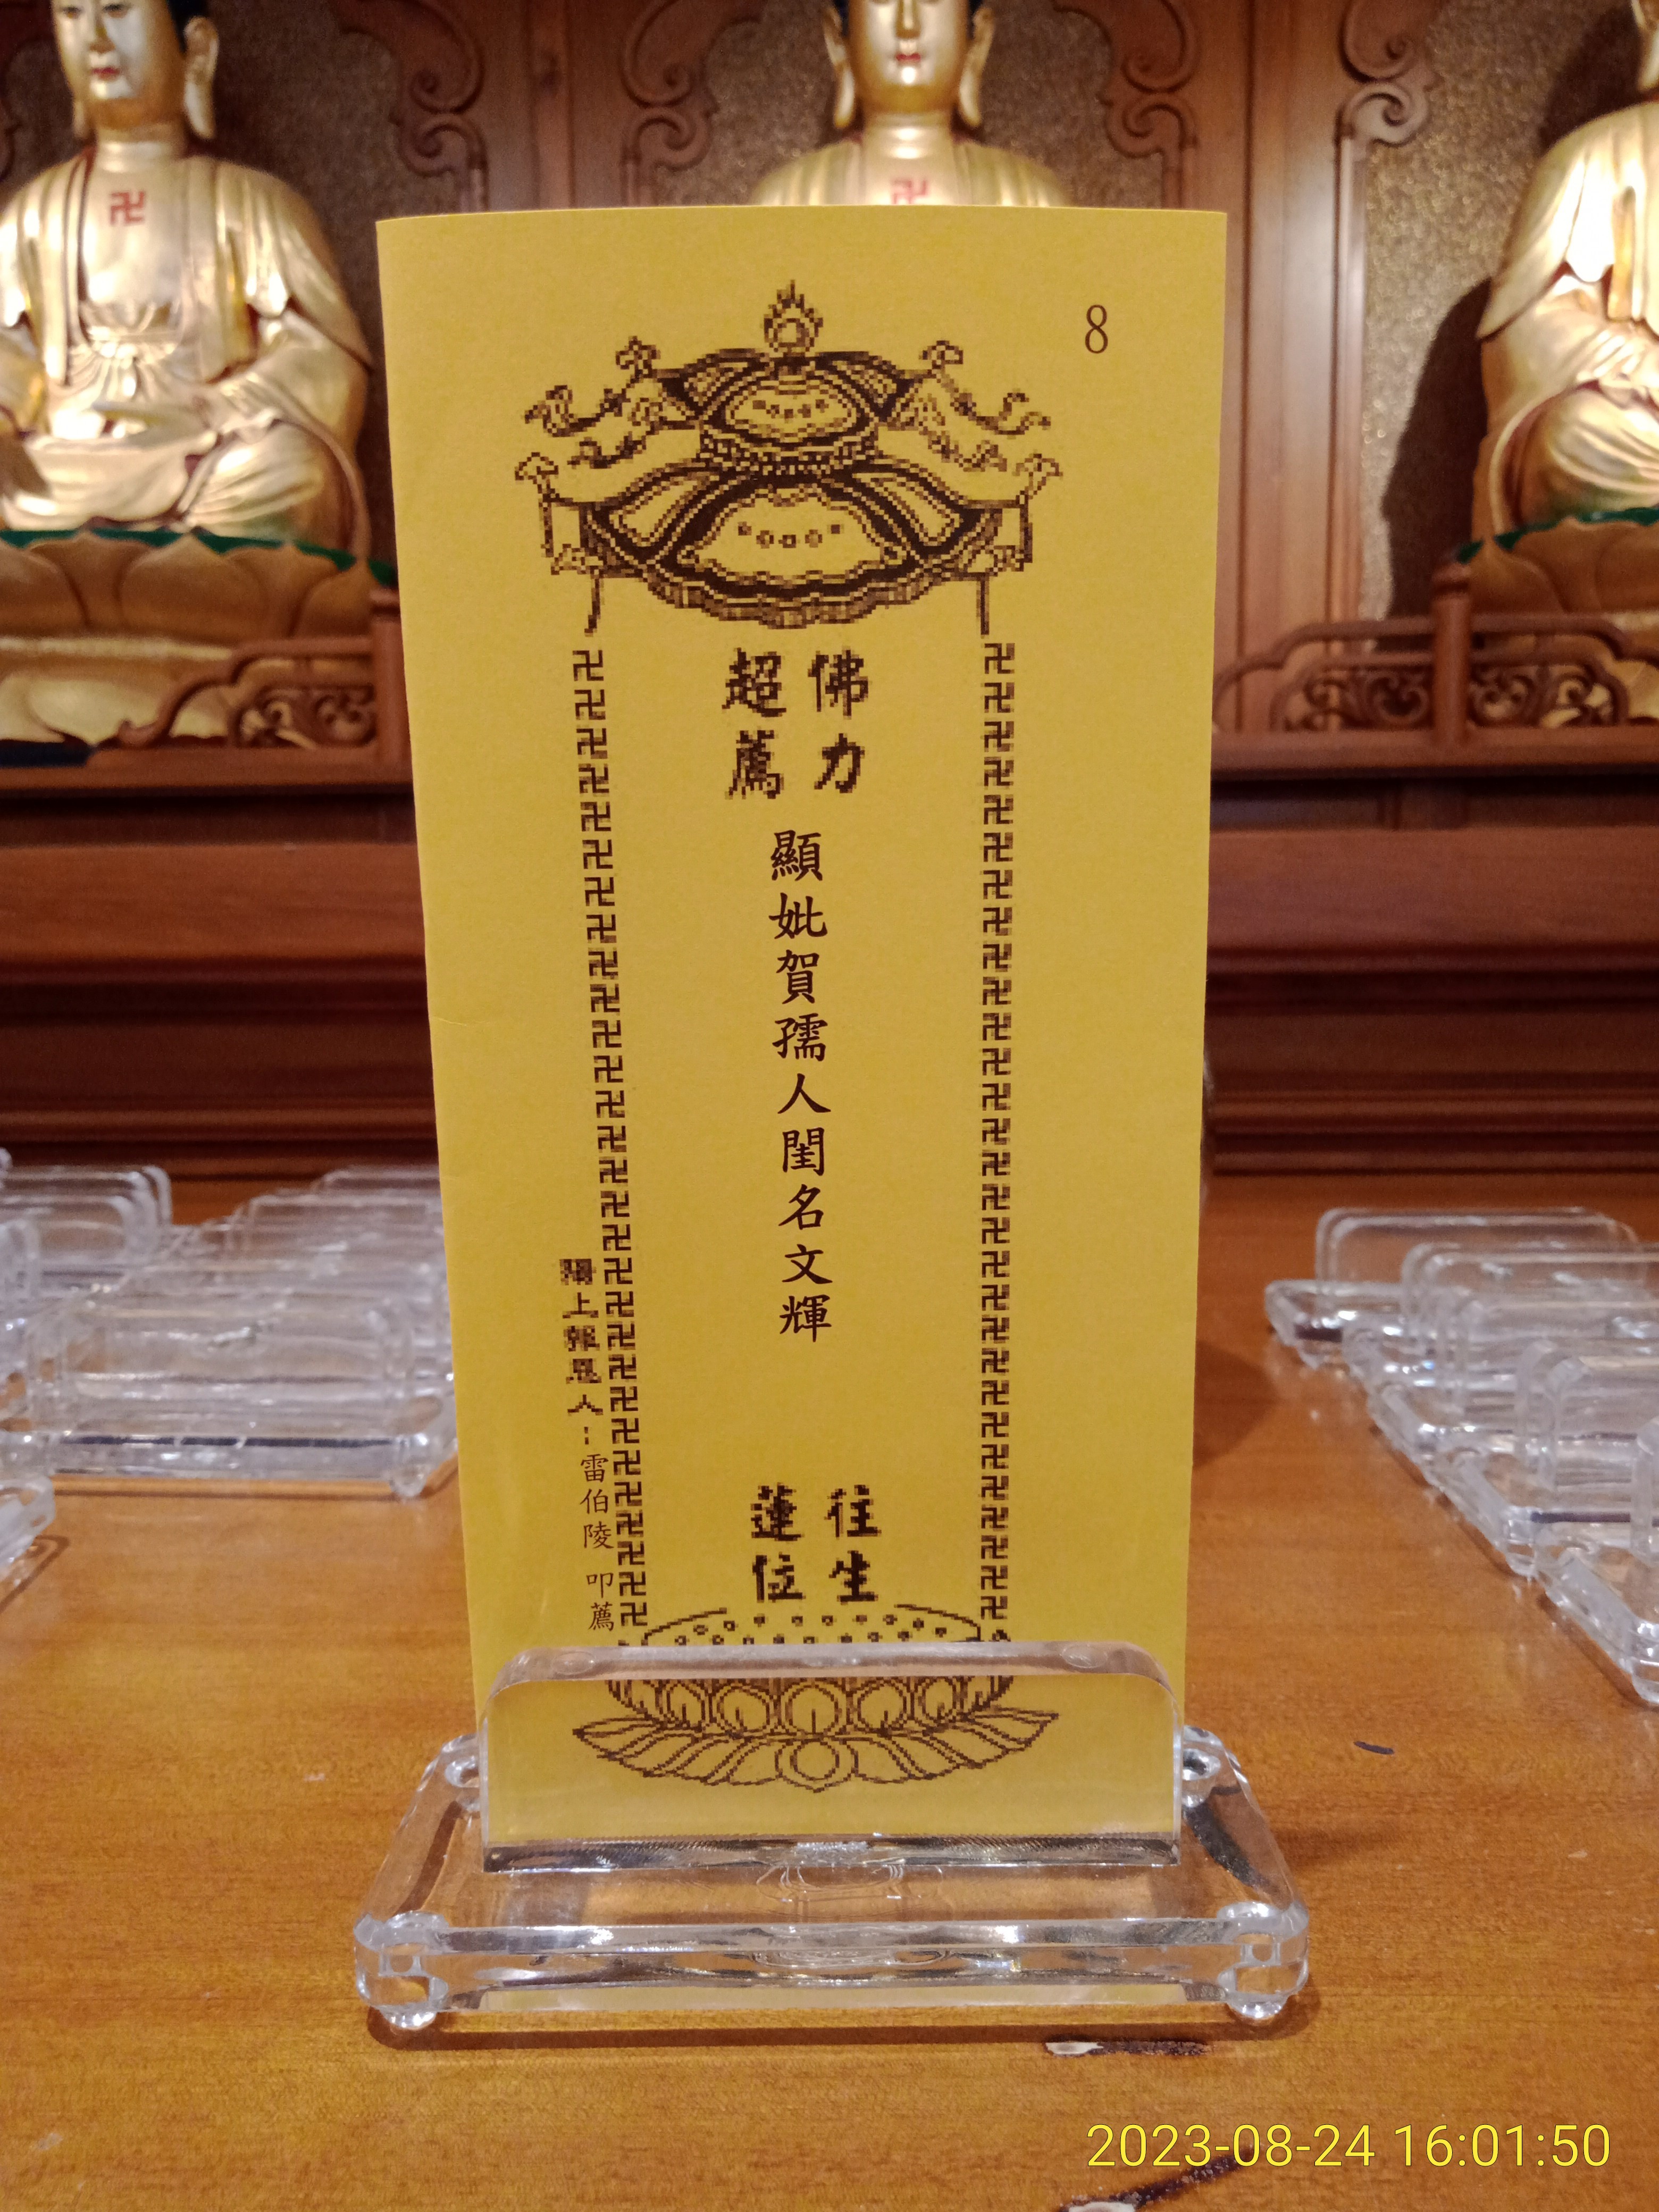 8
佛力
超薦
顯妣賀孺人閨名文輝
往生
蓮位
陽上報恩人：雷伯陵 叩薦
2023-08-24 16:01:50